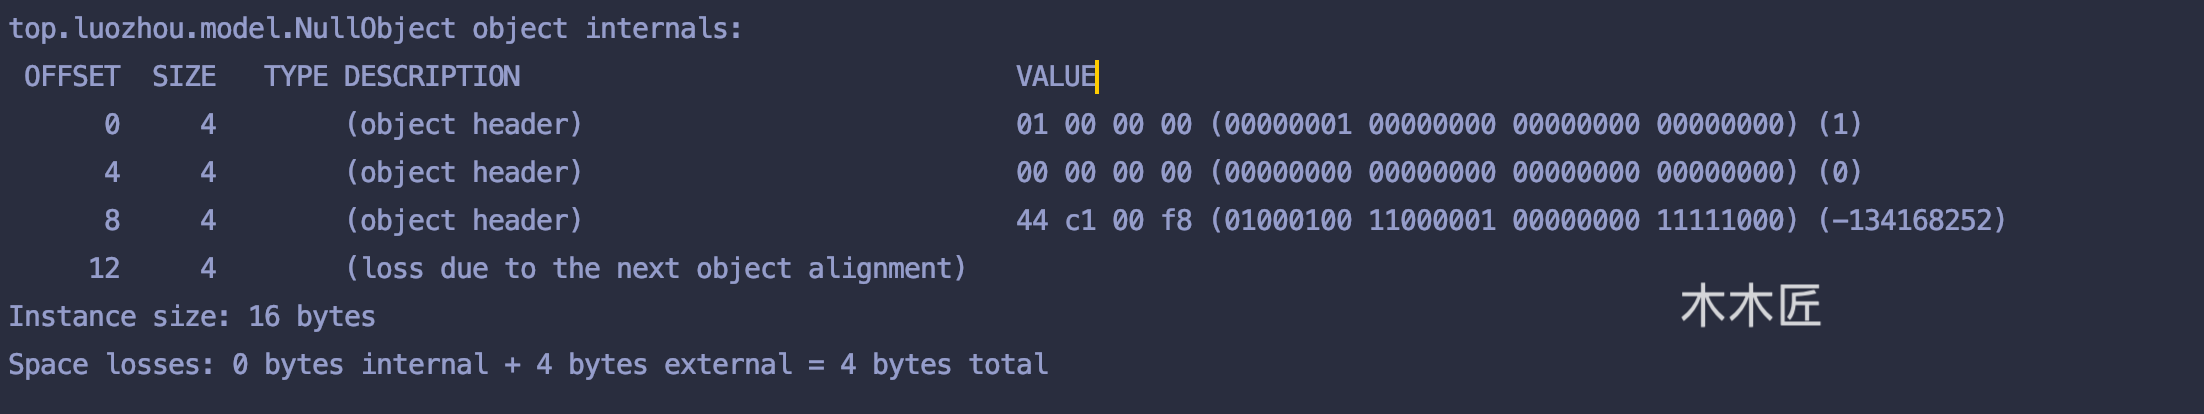 top.luozhou.model.NullObject object internals:
OFFSET SIZE TYPE DESCRIPTION VALUE
0 4 (object header) 01 00 00 00 (00000001 00000000 00000000 00000000) (1)
4 4 (object header) 00 00 00 00 (00000000 00000000 00000000 00000000) (0)
8 4 (object header) 44 c1 00 f8 (01000100 11000001 00000000 11111000) (-134168252)
12 4 (loss due to the next object alignment)
Instance size: 16 bytes
木木匠
Space losses: 0 bytes internal + 4 bytes external = 4 bytes total